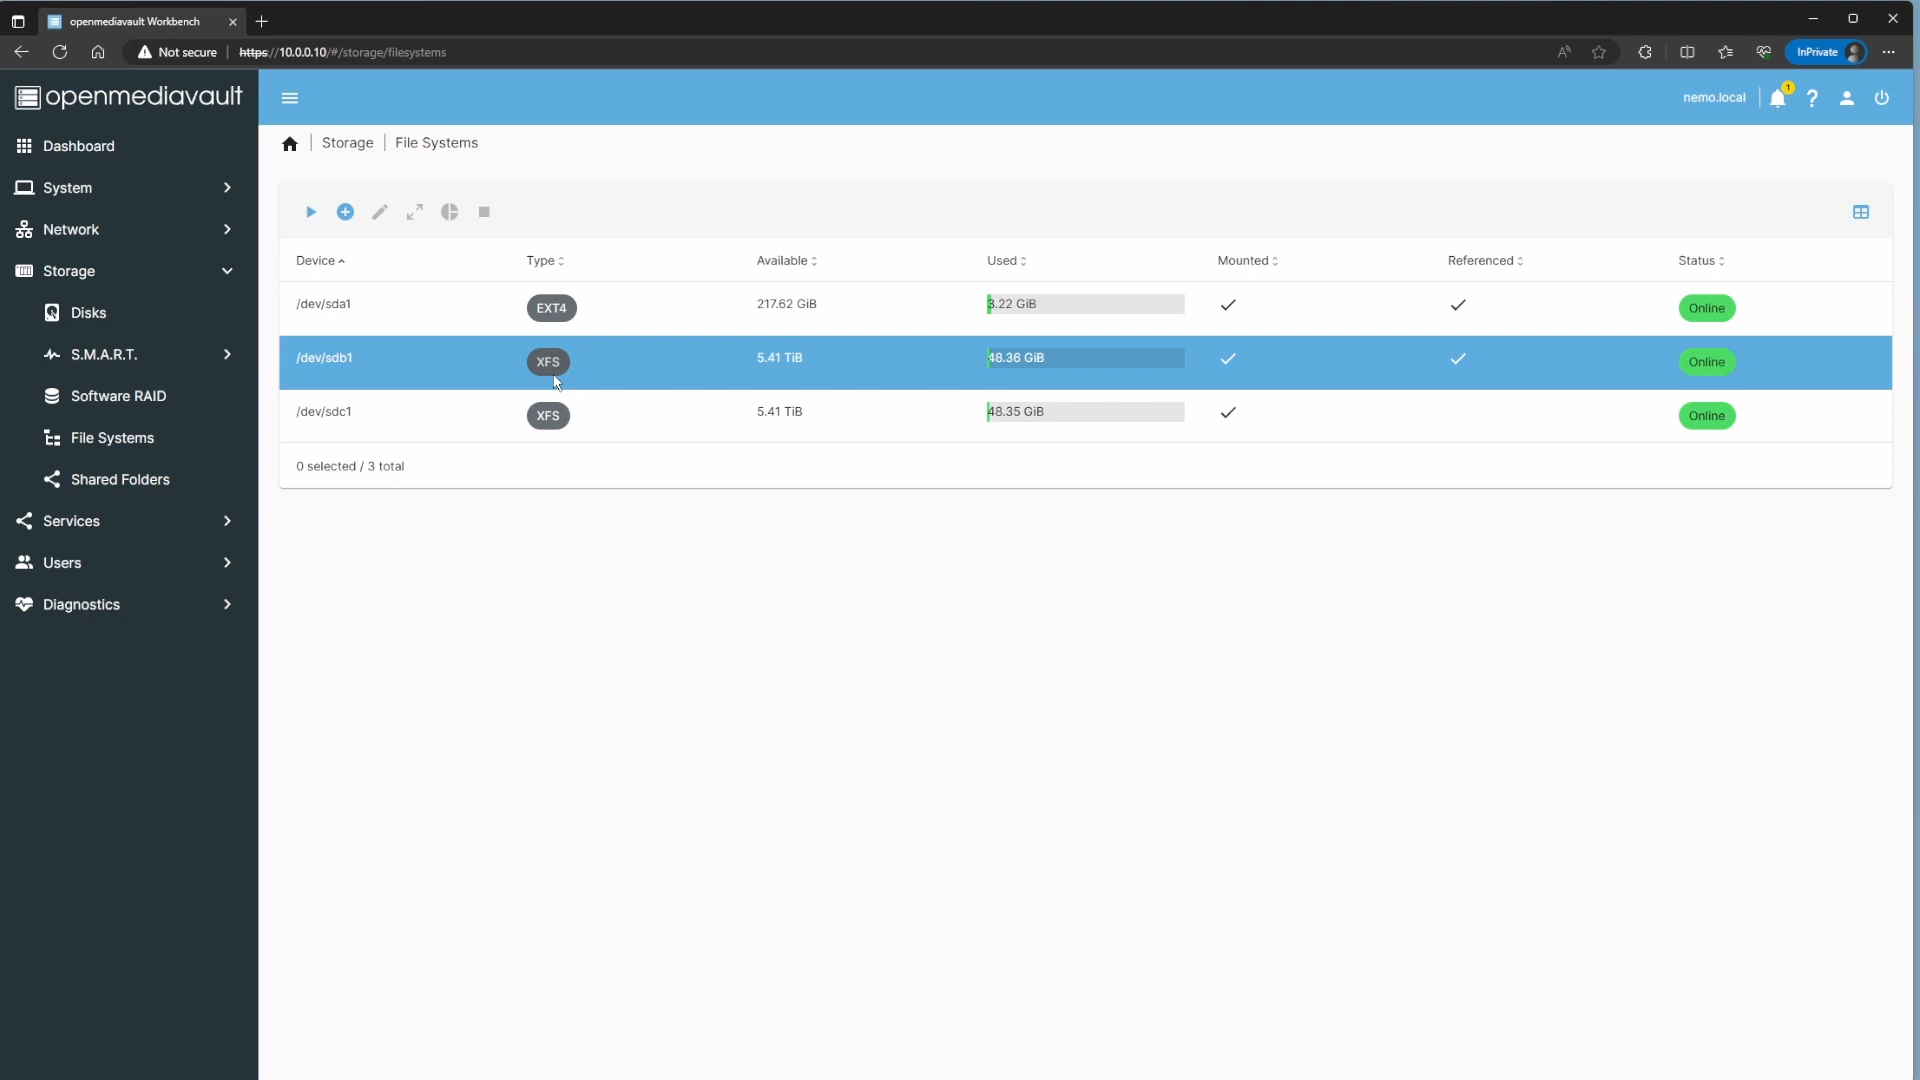 openmediavault Workbench
Not secure https://10.0.0.10/#/storage/filesystems InPrivate
openmediavault
nemo.local 1
Dashboard
System
Network
Storage
Disks
S.M.A.R.T.
Software RAID
File Systems
Shared Folders
Services
Users
Diagnostics
Storage File Systems
Device Type Available Used Mounted Referenced Status
/dev/sda1 EXT4 217.62 GiB 3.22 GiB Online
/dev/sdb1 XFS 5.41 TiB 48.36 GiB Online
/dev/sdc1 XFS 5.41 TiB 48.35 GiB Online
0 selected / 3 total